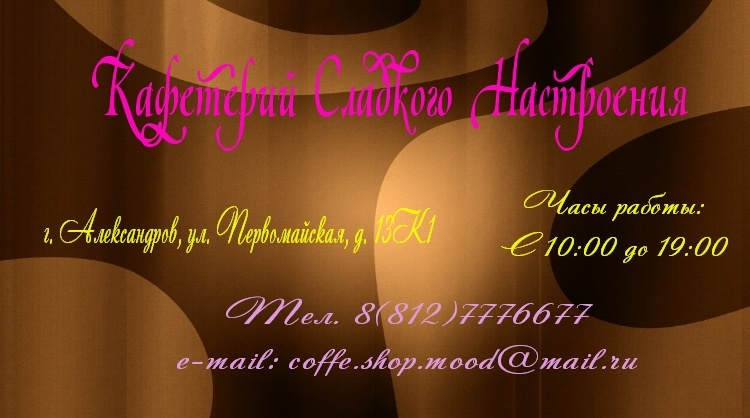 Кафетерий Сладкого Настроения
г. Александров, ул. Первомайская, д. 13К1
Часы работы:
С 10:00 до 19:00
Тел. 8(812)7776677
e-mail: coffe.shop.mood@mail.ru